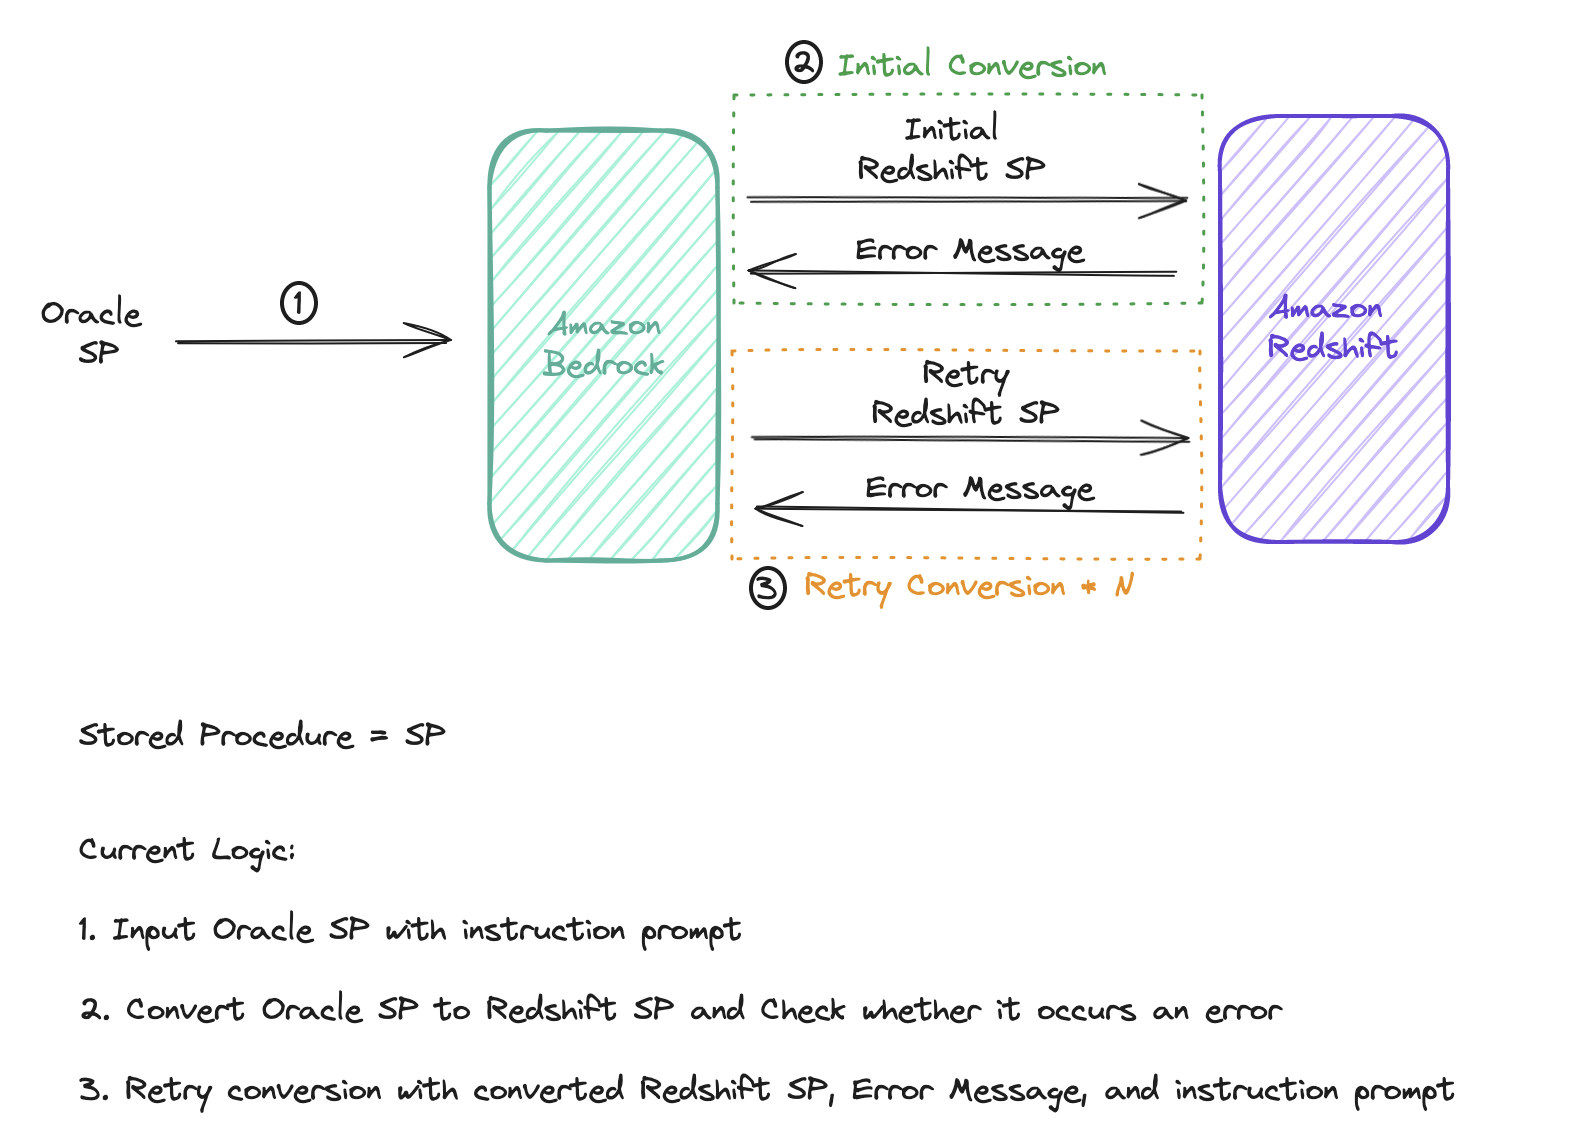 ② Initial Conversion
Initial
Redshift SP
Error Message
Oracle
SP
①
Amazon
Bedrock
Amazon
Redshift
Retry
Redshift SP
Error Message
③ Retry Conversion * N
Stored Procedure = SP
Current Logic:
1. Input Oracle SP with instruction prompt
2. Convert Oracle SP to Redshift SP and Check whether it occurs an error
3. Retry conversion with converted Redshift SP, Error Message, and instruction prompt